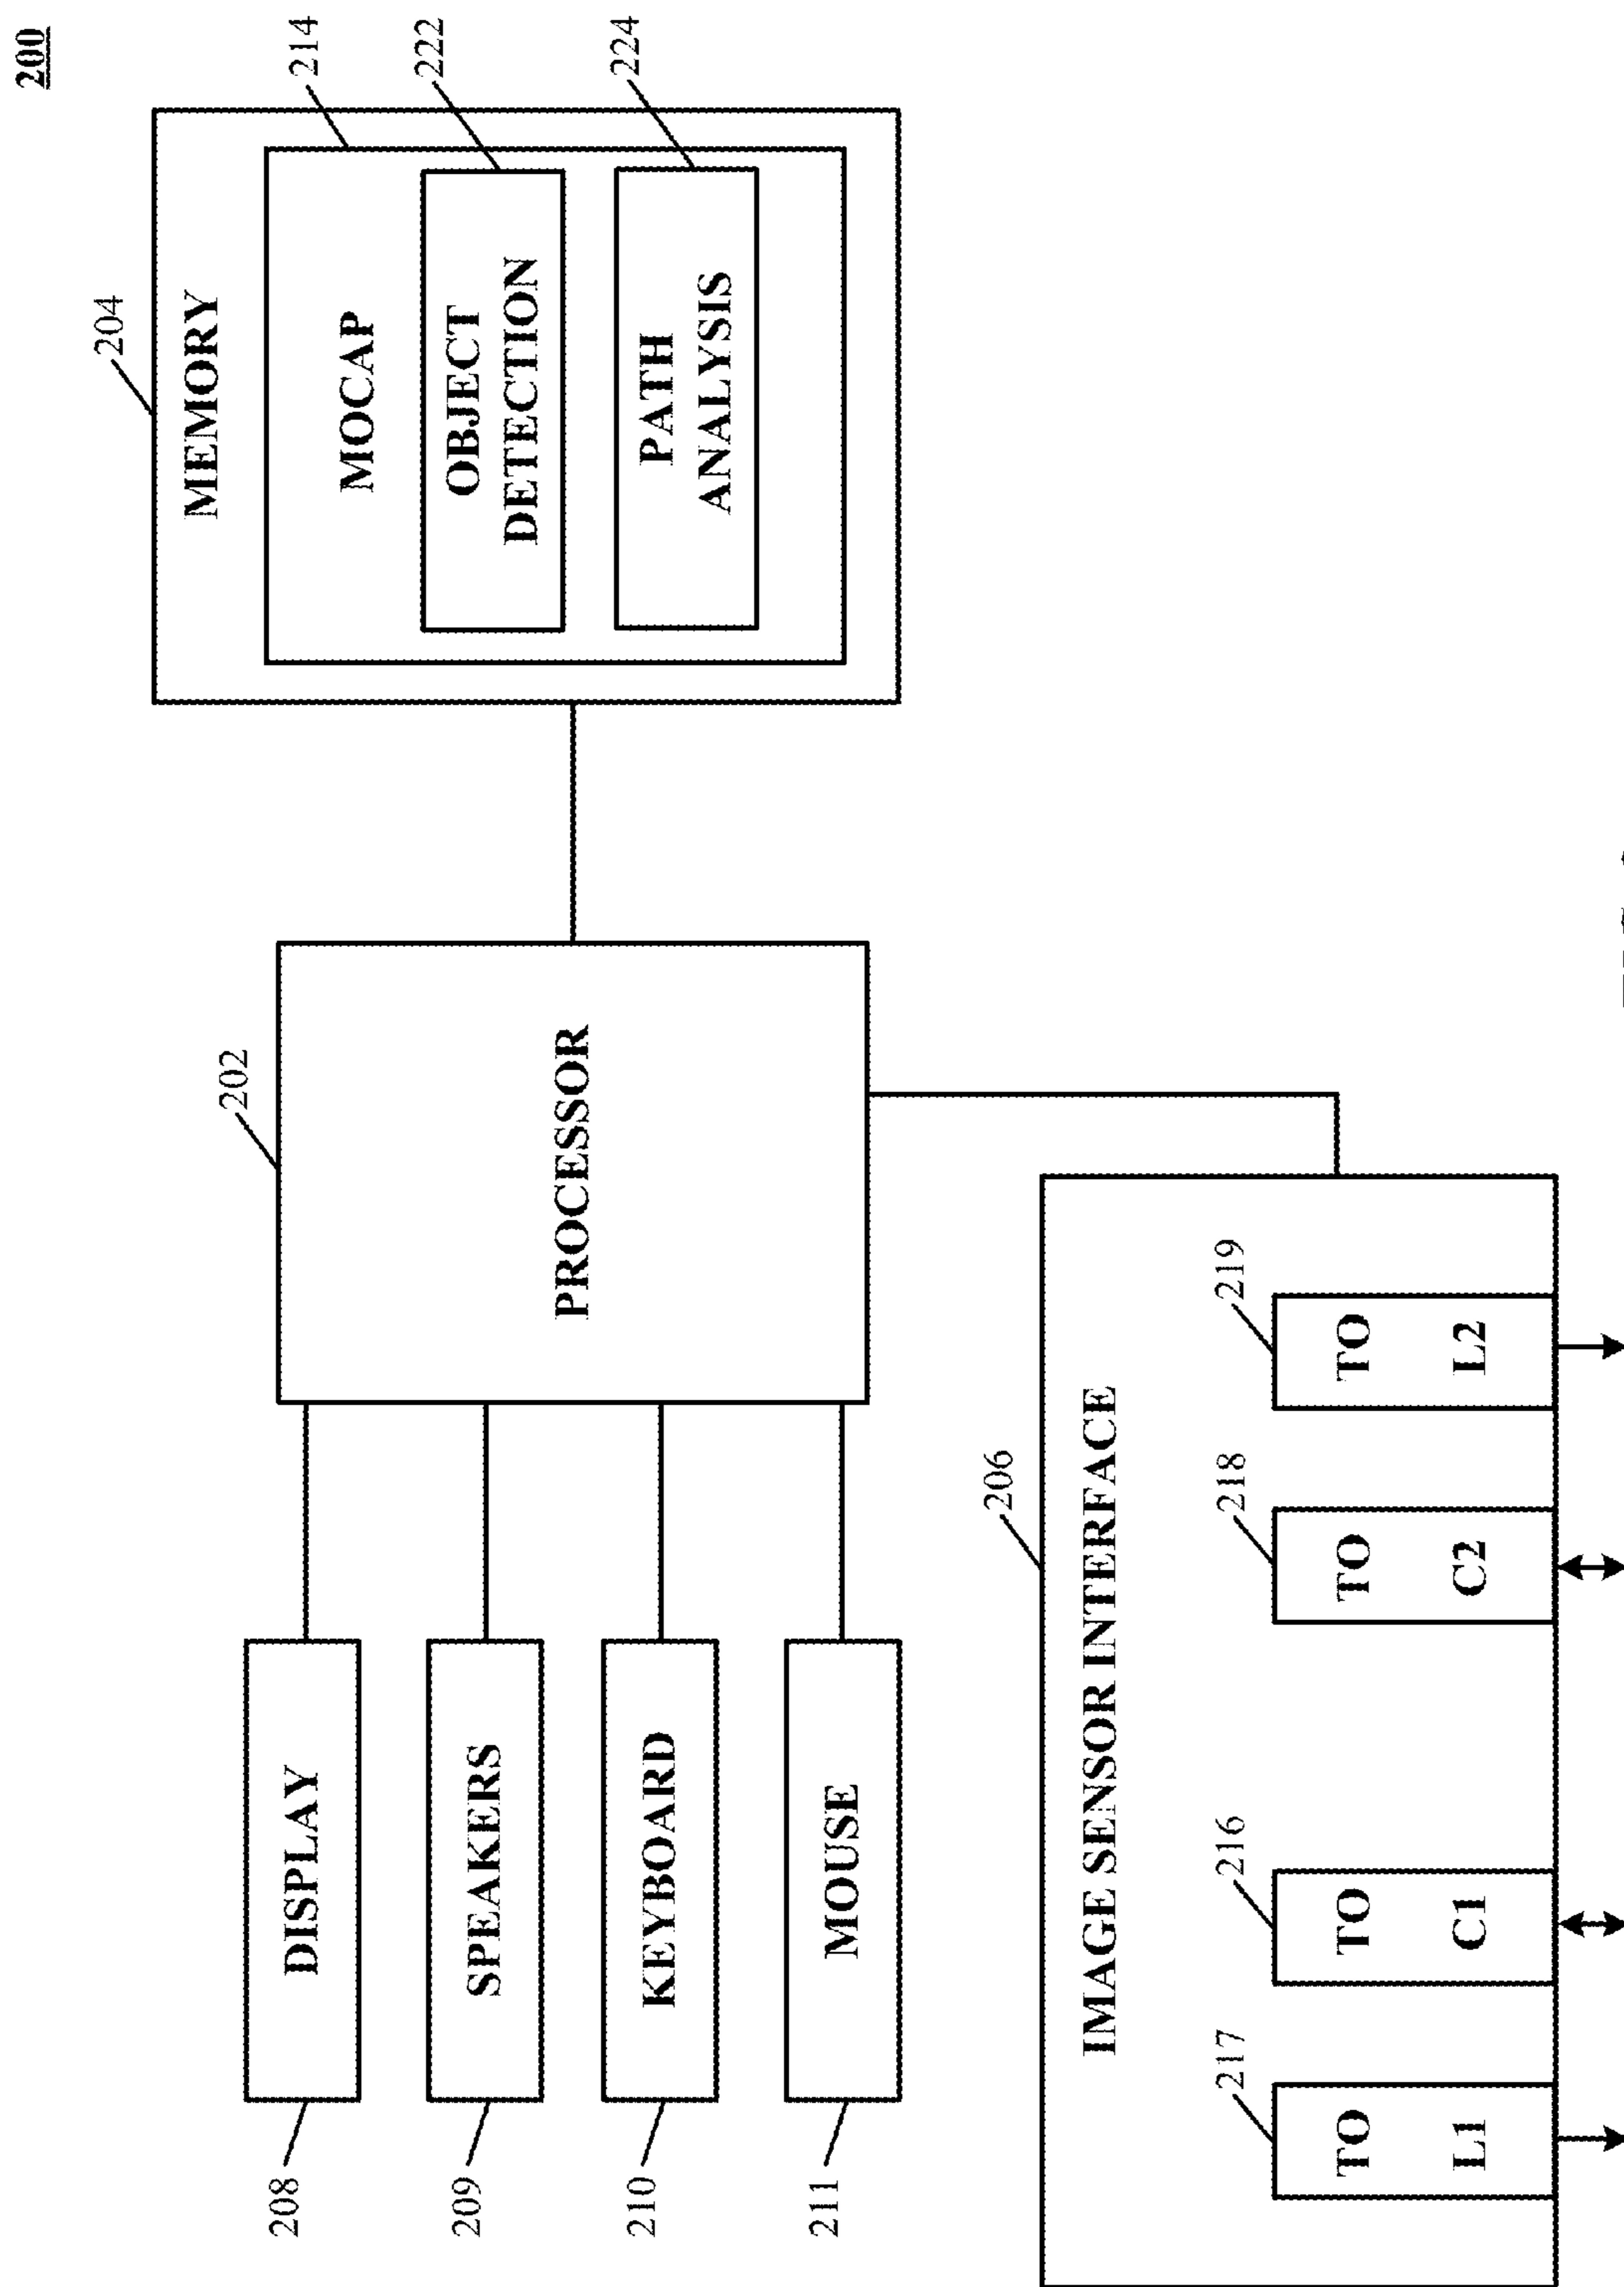 200
204
MEMORY
214
MOCAP
222
OBJECT
DETECTION
224
PATH
ANALYSIS
202
PROCESSOR
208
DISPLAY
209
SPEAKERS
210
KEYBOARD
211
MOUSE
206
IMAGE SENSOR INTERFACE
217
TO
L1
216
TO
C1
218
TO
C2
219
TO
L2